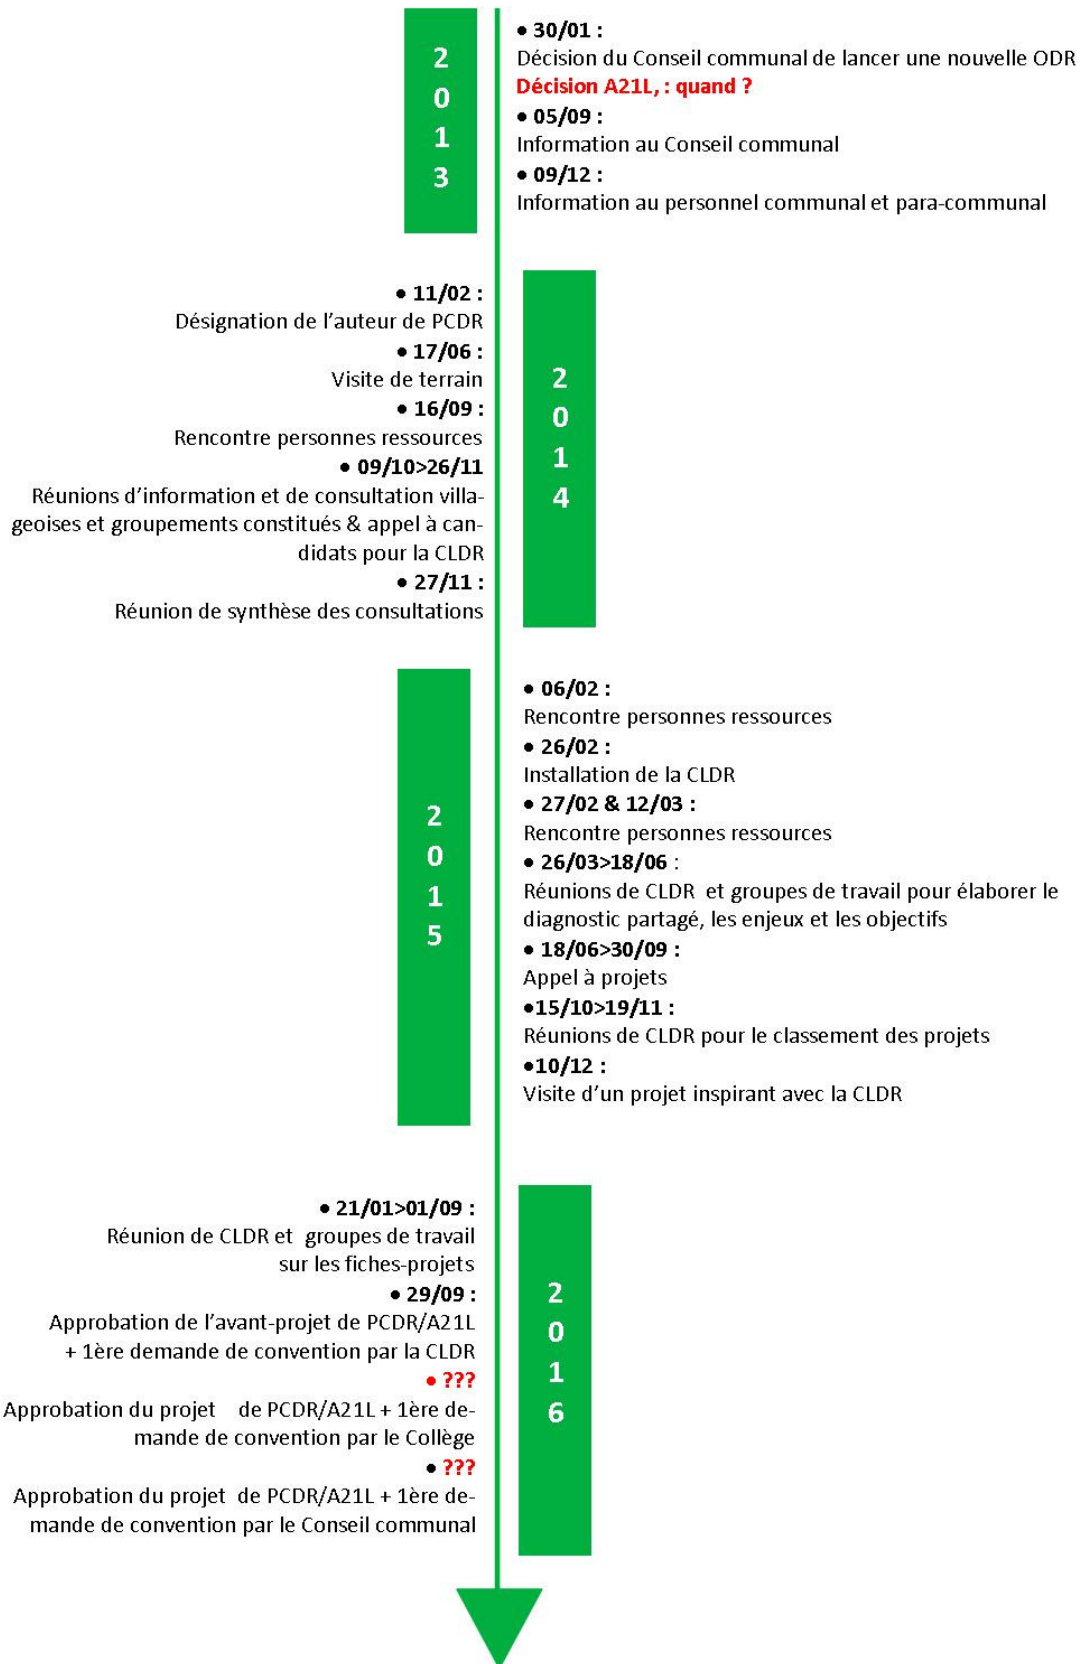 2
0
1
3
• 30/01 :
Décision du Conseil communal de lancer une nouvelle ODR
Décision A21L, : quand ?
• 05/09 :
Information au Conseil communal
• 09/12 :
Information au personnel communal et para-communal
2
0
1
4
• 11/02 :
Désignation de l’auteur de PCDR
• 17/06 :
Visite de terrain
• 16/09 :
Rencontre personnes ressources
• 09/10>26/11
Réunions d’information et de consultation villa-
geoises et groupements constitués & appel à can-
didats pour la CLDR
• 27/11 :
Réunion de synthèse des consultations
2
0
1
5
• 06/02 :
Rencontre personnes ressources
• 26/02 :
Installation de la CLDR
• 27/02 & 12/03 :
Rencontre personnes ressources
• 26/03>18/06 :
Réunions de CLDR et groupes de travail pour élaborer le
diagnostic partagé, les enjeux et les objectifs
• 18/06>30/09 :
Appel à projets
•15/10>19/11 :
Réunions de CLDR pour le classement des projets
•10/12 :
Visite d’un projet inspirant avec la CLDR
2
0
1
6
• 21/01>01/09 :
Réunion de CLDR et groupes de travail
sur les fiches-projets
• 29/09 :
Approbation de l’avant-projet de PCDR/A21L
+ 1ère demande de convention par la CLDR
• ???
Approbation du projet de PCDR/A21L + 1ère de-
mande de convention par le Collège
• ???
Approbation du projet de PCDR/A21L + 1ère de-
mande de convention par le Conseil communal